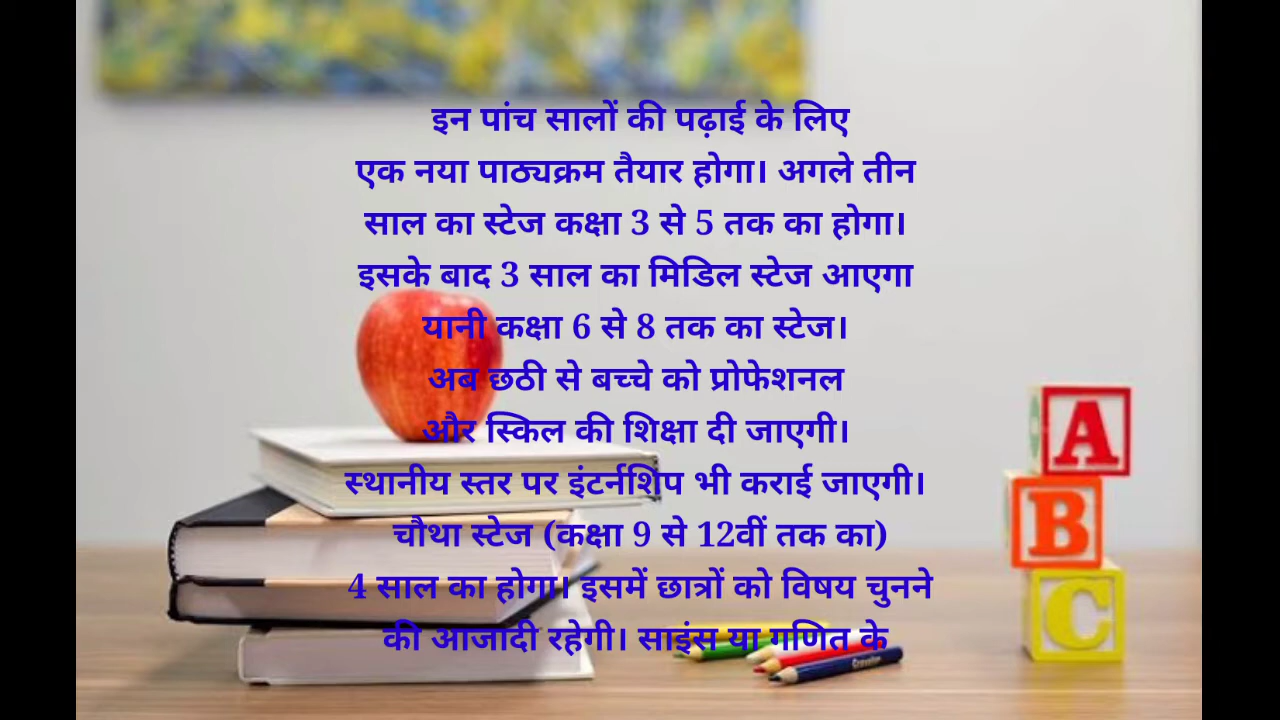 इन पांच सालों की पढ़ाई के लिए
एक नया पाठ्यक्रम तैयार होगा। अगले तीन
साल का स्टेज कक्षा 3 से 5 तक का होगा।
इसके बाद 3 साल का मिडिल स्टेज आएगा
यानी कक्षा 6 से 8 तक का स्टेज।
अब छठी से बच्चे को प्रोफेशनल
और स्किल की शिक्षा दी जाएगी।
स्थानीय स्तर पर इंटर्नशिप भी कराई जाएगी।
चौथा स्टेज (कक्षा 9 से 12वीं तक का)
4 साल का होगा। इसमें छात्रों को विषय चुनने
की आजादी रहेगी। साइंस या गणित के
A
B
C